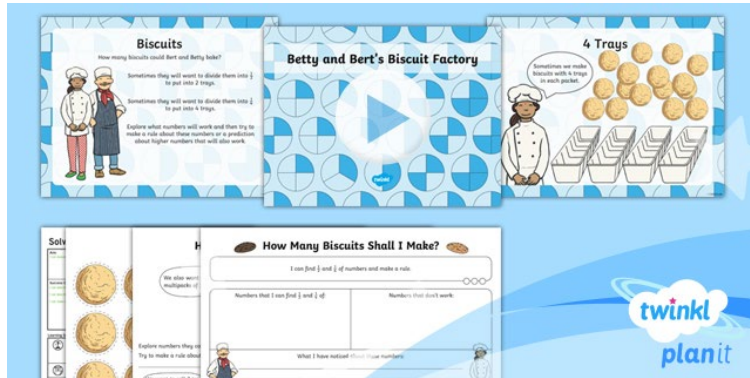 Biscuits
How many biscuits could Bert and Betty bake?
Sometimes they will want to divide them into ½
to put into 2 trays.
Sometimes they will want to divide them into ¼
to put into 4 trays.
Explore what numbers will work and then try to
make a rule about these numbers or a prediction
about higher numbers that will also work.
Betty and Bert's Biscuit Factory
twinkl
4 Trays
Sometimes we make
biscuits with 4 trays
in each packet.
Solv
H
We also want
multipacks of
Explore numbers they co
Try to make a rule about
How Many Biscuits Shall I Make?
I can find ½ and ¼ of numbers and make a rule.
Numbers that I can find ½ and ¼ of:
Numbers that don't work:
What I have noticed about these numbers:
twinkl
planit